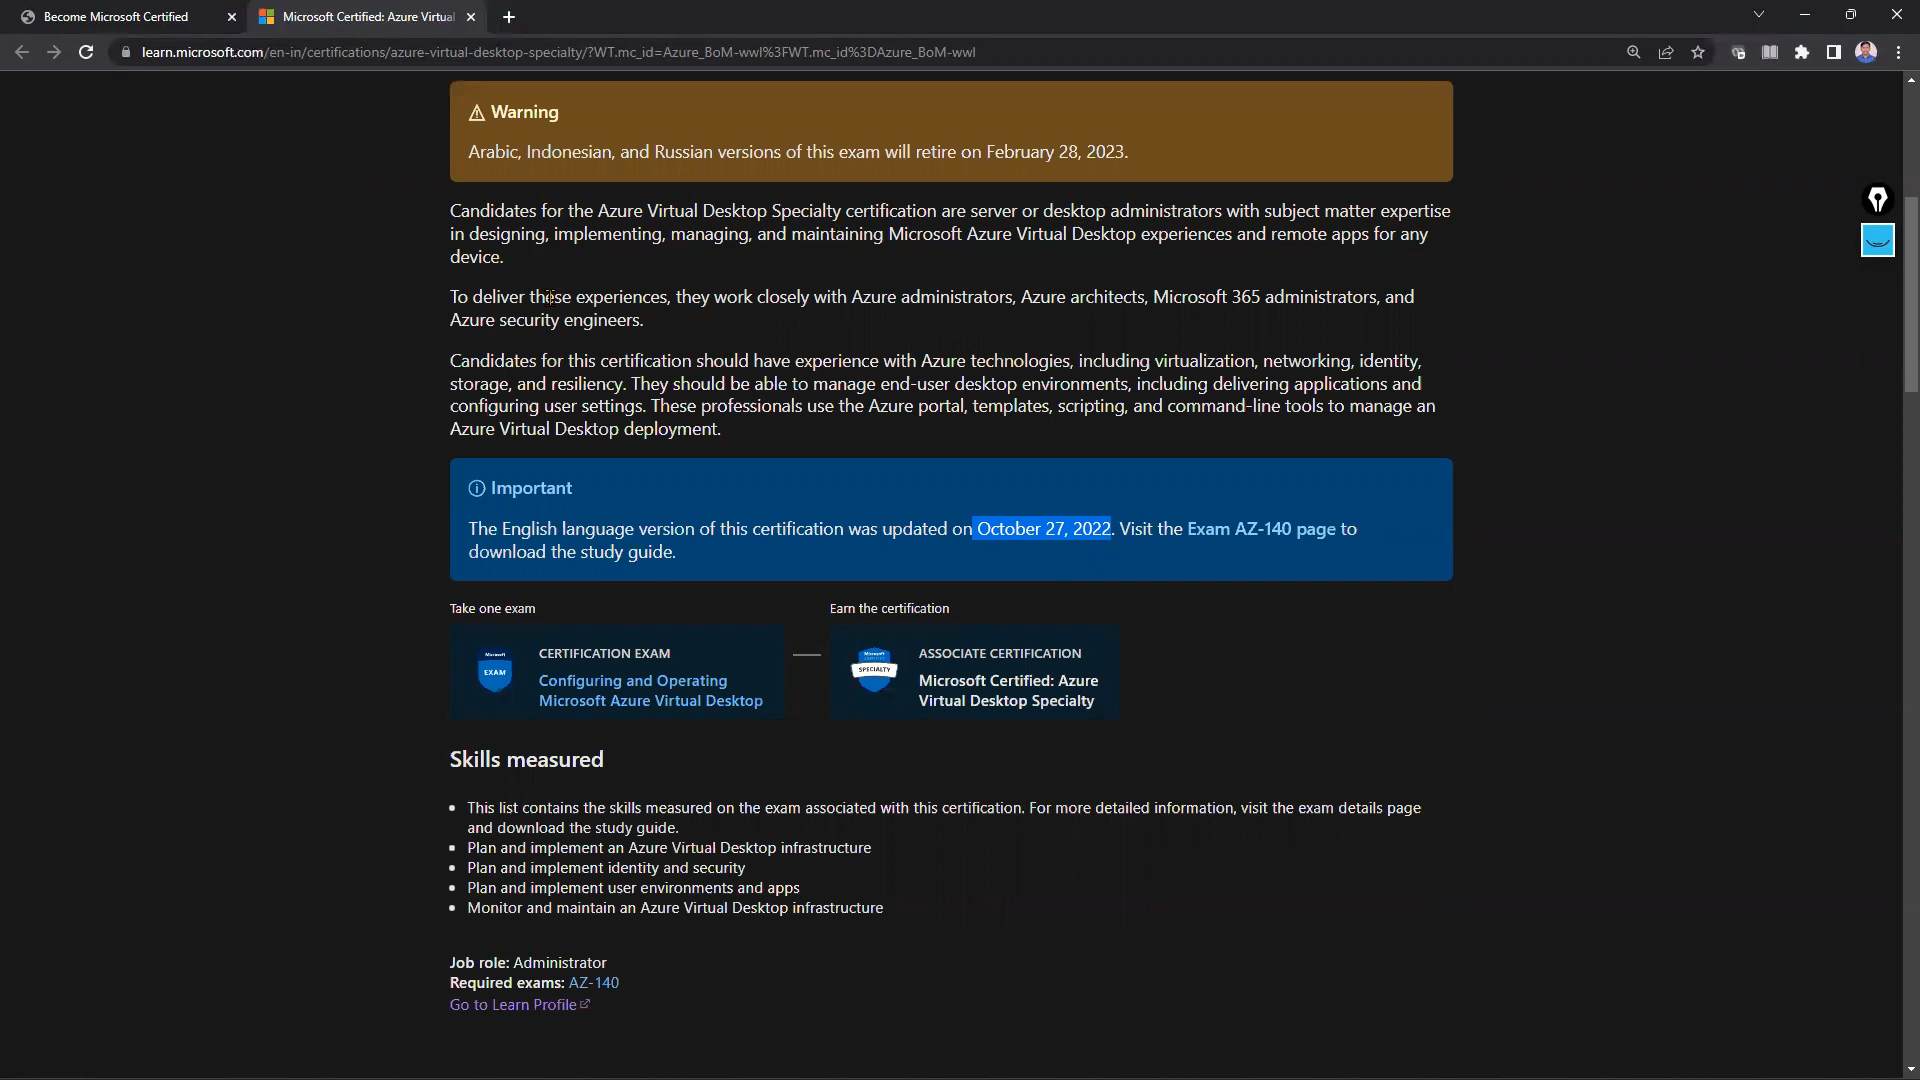 Become Microsoft Certified
Microsoft Certified: Azure Virtual
learn.microsoft.com/en-in/certifications/azure-virtual-desktop-specialty/?WT.mc_id=Azure_BoM-wwl%3FWT.mc_id%3DAzure_BoM-wwl
Warning
Arabic, Indonesian, and Russian versions of this exam will retire on February 28, 2023.
Candidates for the Azure Virtual Desktop Specialty certification are server or desktop administrators with subject matter expertise
in designing, implementing, managing, and maintaining Microsoft Azure Virtual Desktop experiences and remote apps for any
device.
To deliver these experiences, they work closely with Azure administrators, Azure architects, Microsoft 365 administrators, and
Azure security engineers.
Candidates for this certification should have experience with Azure technologies, including virtualization, networking, identity,
storage, and resiliency. They should be able to manage end-user desktop environments, including delivering applications and
configuring user settings. These professionals use the Azure portal, templates, scripting, and command-line tools to manage an
Azure Virtual Desktop deployment.
Important
The English language version of this certification was updated on October 27, 2022. Visit the Exam AZ-140 page to
download the study guide.
Take one exam
Microsoft
EXAM
CERTIFICATION EXAM
Configuring and Operating
Microsoft Azure Virtual Desktop
Earn the certification
Microsoft
CERTIFIED
SPECIALTY
ASSOCIATE CERTIFICATION
Microsoft Certified: Azure
Virtual Desktop Specialty
Skills measured
This list contains the skills measured on the exam associated with this certification. For more detailed information, visit the exam details page
and download the study guide.
Plan and implement an Azure Virtual Desktop infrastructure
Plan and implement identity and security
Plan and implement user environments and apps
Monitor and maintain an Azure Virtual Desktop infrastructure
Job role: Administrator
Required exams: AZ-140
Go to Learn Profile